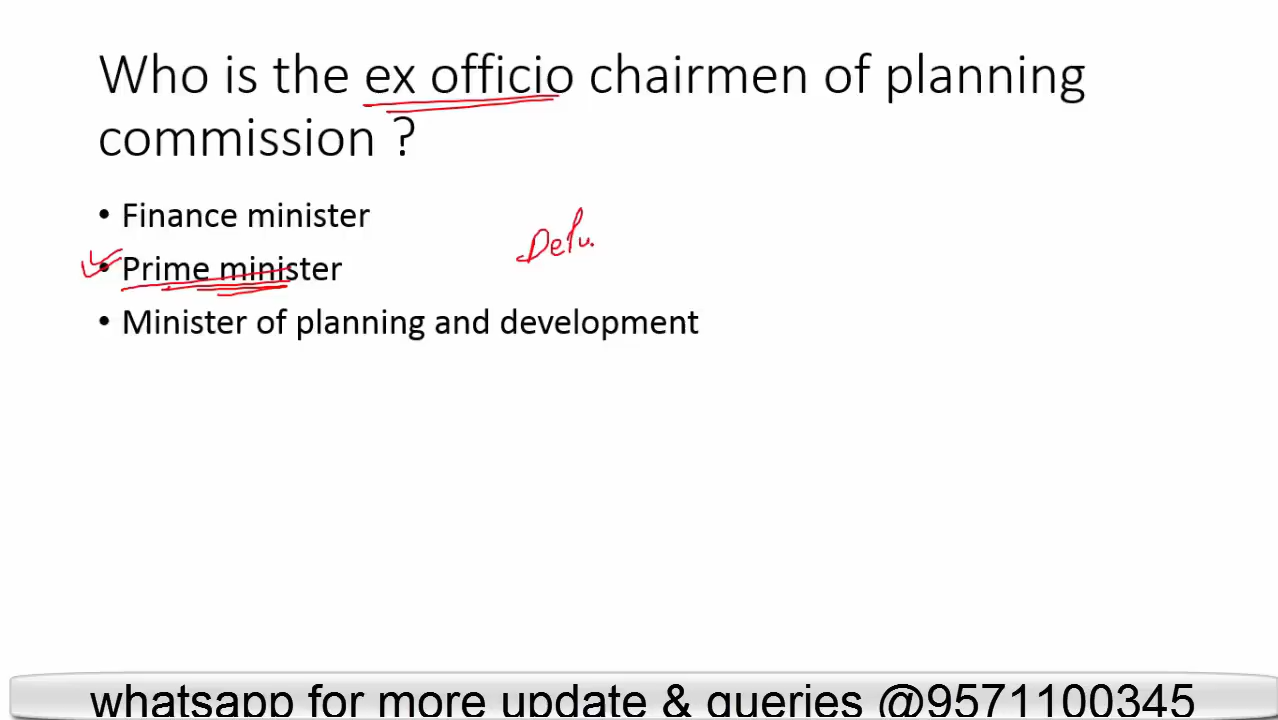 Who is the ex officio chairmen of planning
commission ?
• Finance minister
• Prime minister
• Minister of planning and development
whatsapp for more update & queries @9571100345